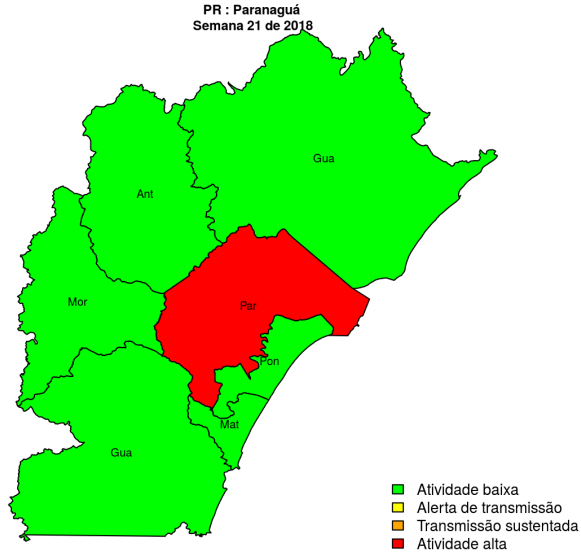 PR : Paranaguá
Semana 21 de 2018
Gua
Ant
Mor
Par
Pon
Mat
Gua
Atividade baixa
Alerta de transmissão
Transmissão sustentada
Atividade alta